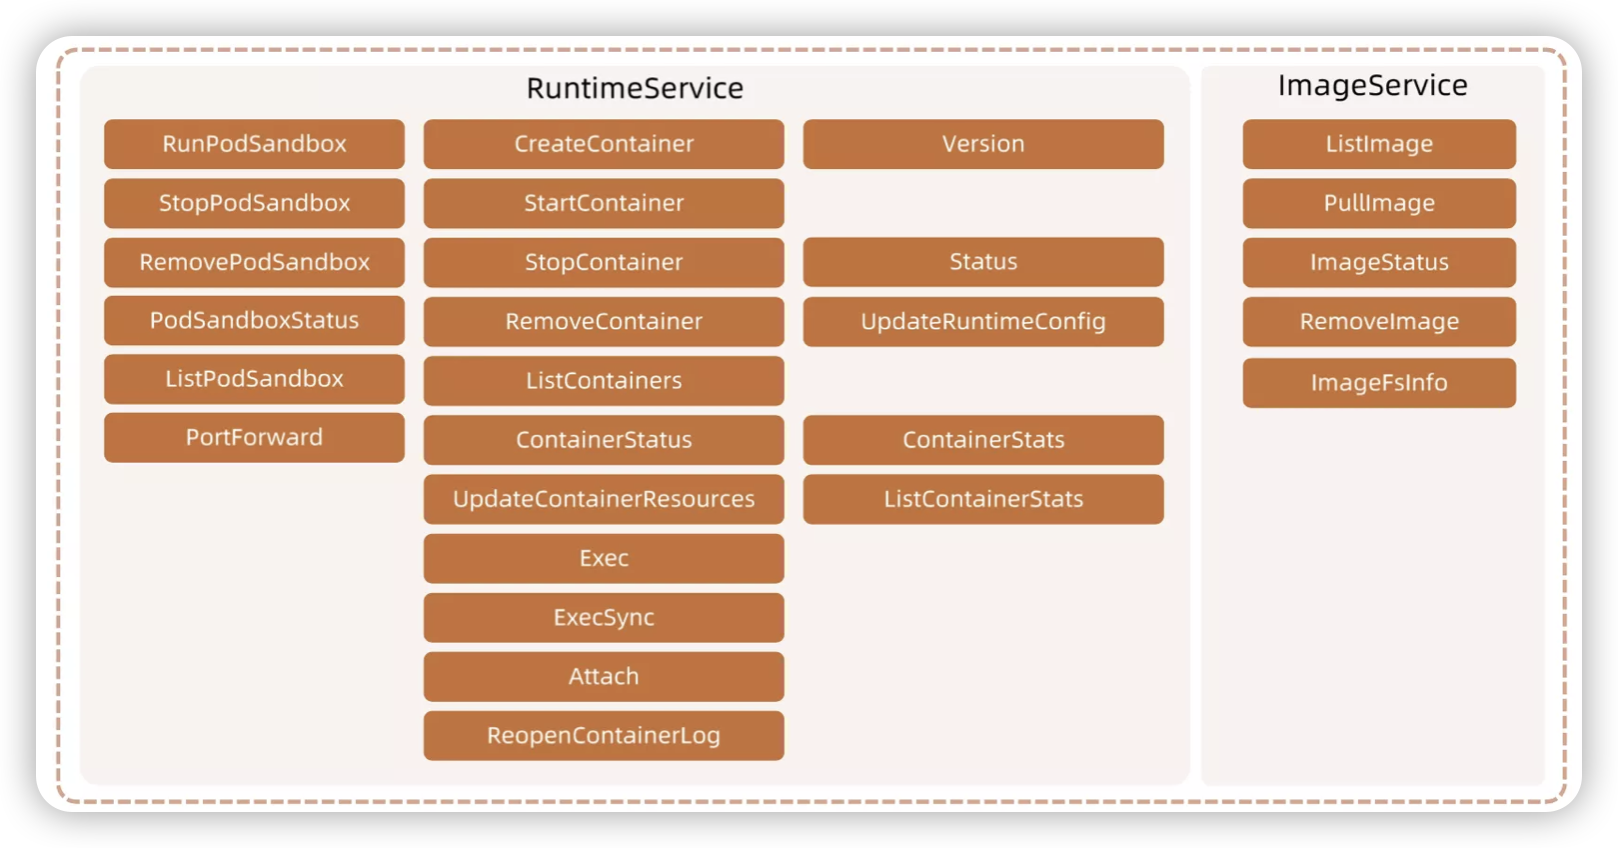 RuntimeService
RunPodSandbox
StopPodSandbox
RemovePodSandbox
PodSandboxStatus
ListPodSandbox
PortForward
CreateContainer
StartContainer
StopContainer
RemoveContainer
ListContainers
ContainerStatus
UpdateContainerResources
Exec
ExecSync
Attach
ReopenContainerLog
Version
Status
UpdateRuntimeConfig
ContainerStats
ListContainerStats
ImageService
ListImage
PullImage
ImageStatus
RemoveImage
ImageFsInfo